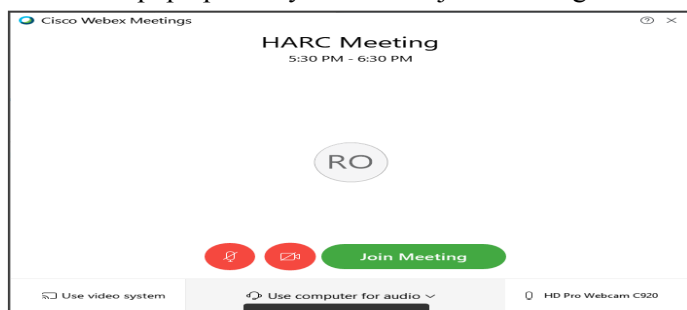 Cisco Webex Meetings
HARC Meeting
5:30 PM - 6:30 PM
RO
Join Meeting
Use video system
Use computer for audio
HD Pro Webcam C920